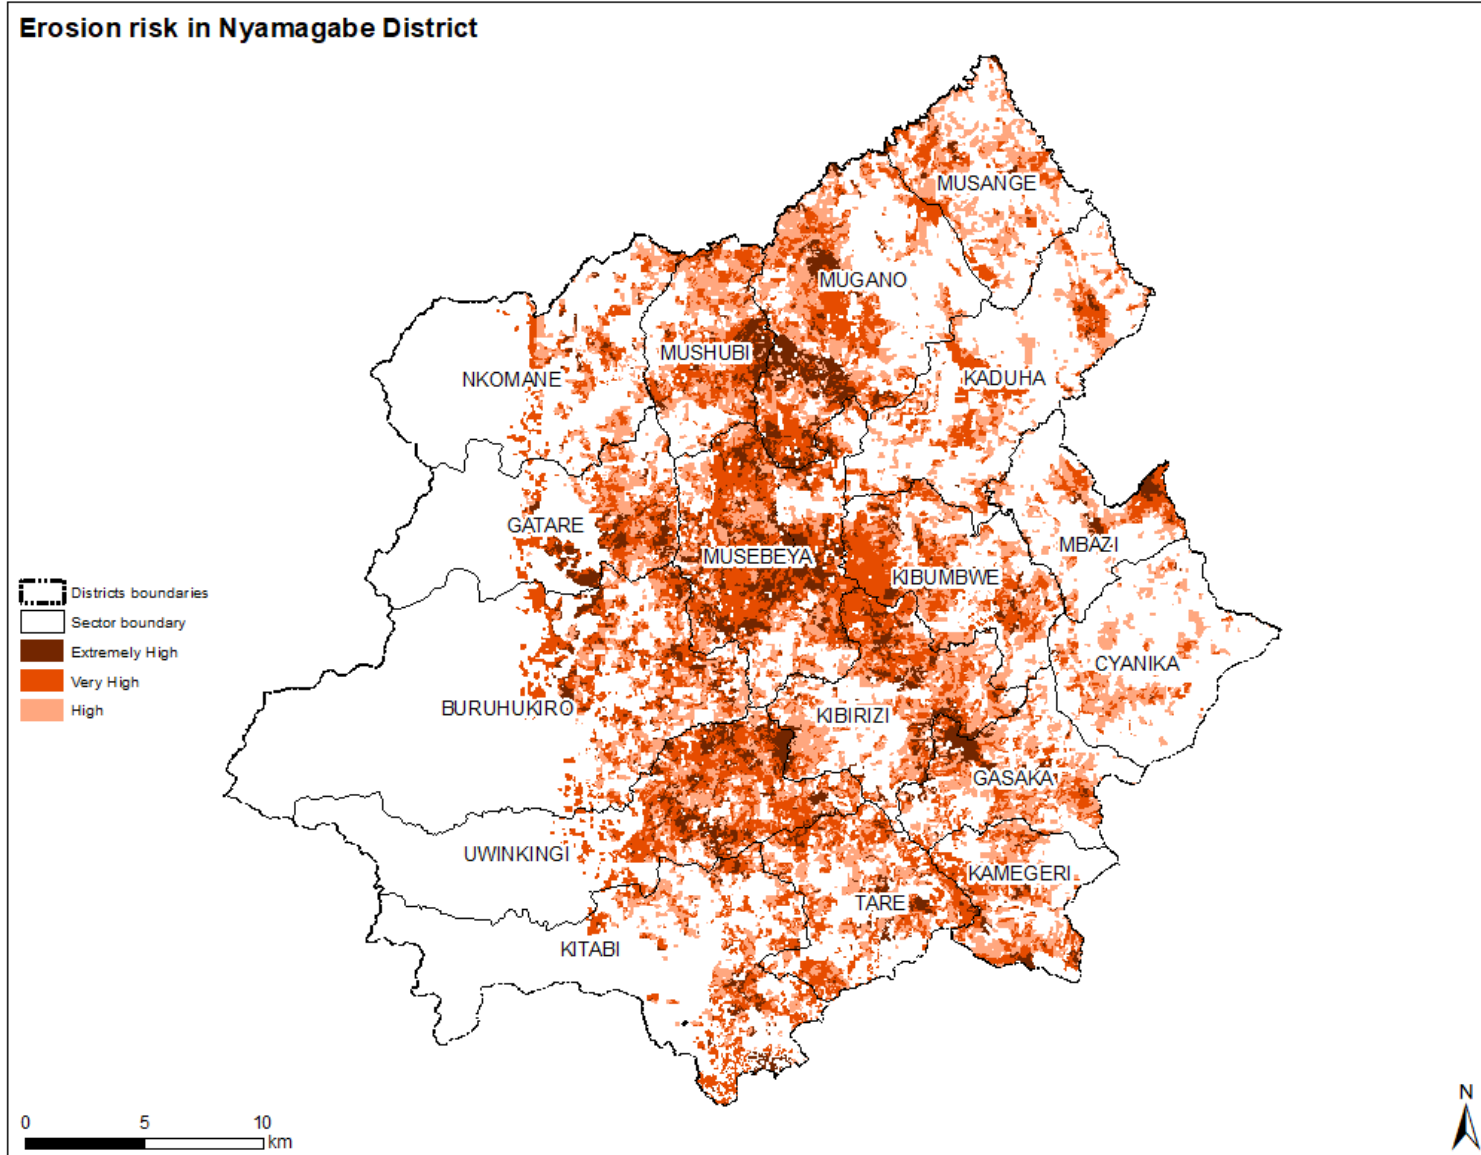 Erosion risk in Nyamagabe District
MUSANGE
MUGANO
MUSHUBI
NKOMANE
KADUHA
GATARE
MUSEBEYA
MBAZI
KIBUMBWE
Districts boundaries
Sector boundary
Extremely High
Very High
High
CYANIKA
BURUHUKIRO
KIBIRIZI
GASAKA
UWINKINGI
KAMEGERI
TARE
KITABI
0 5 10
km
N